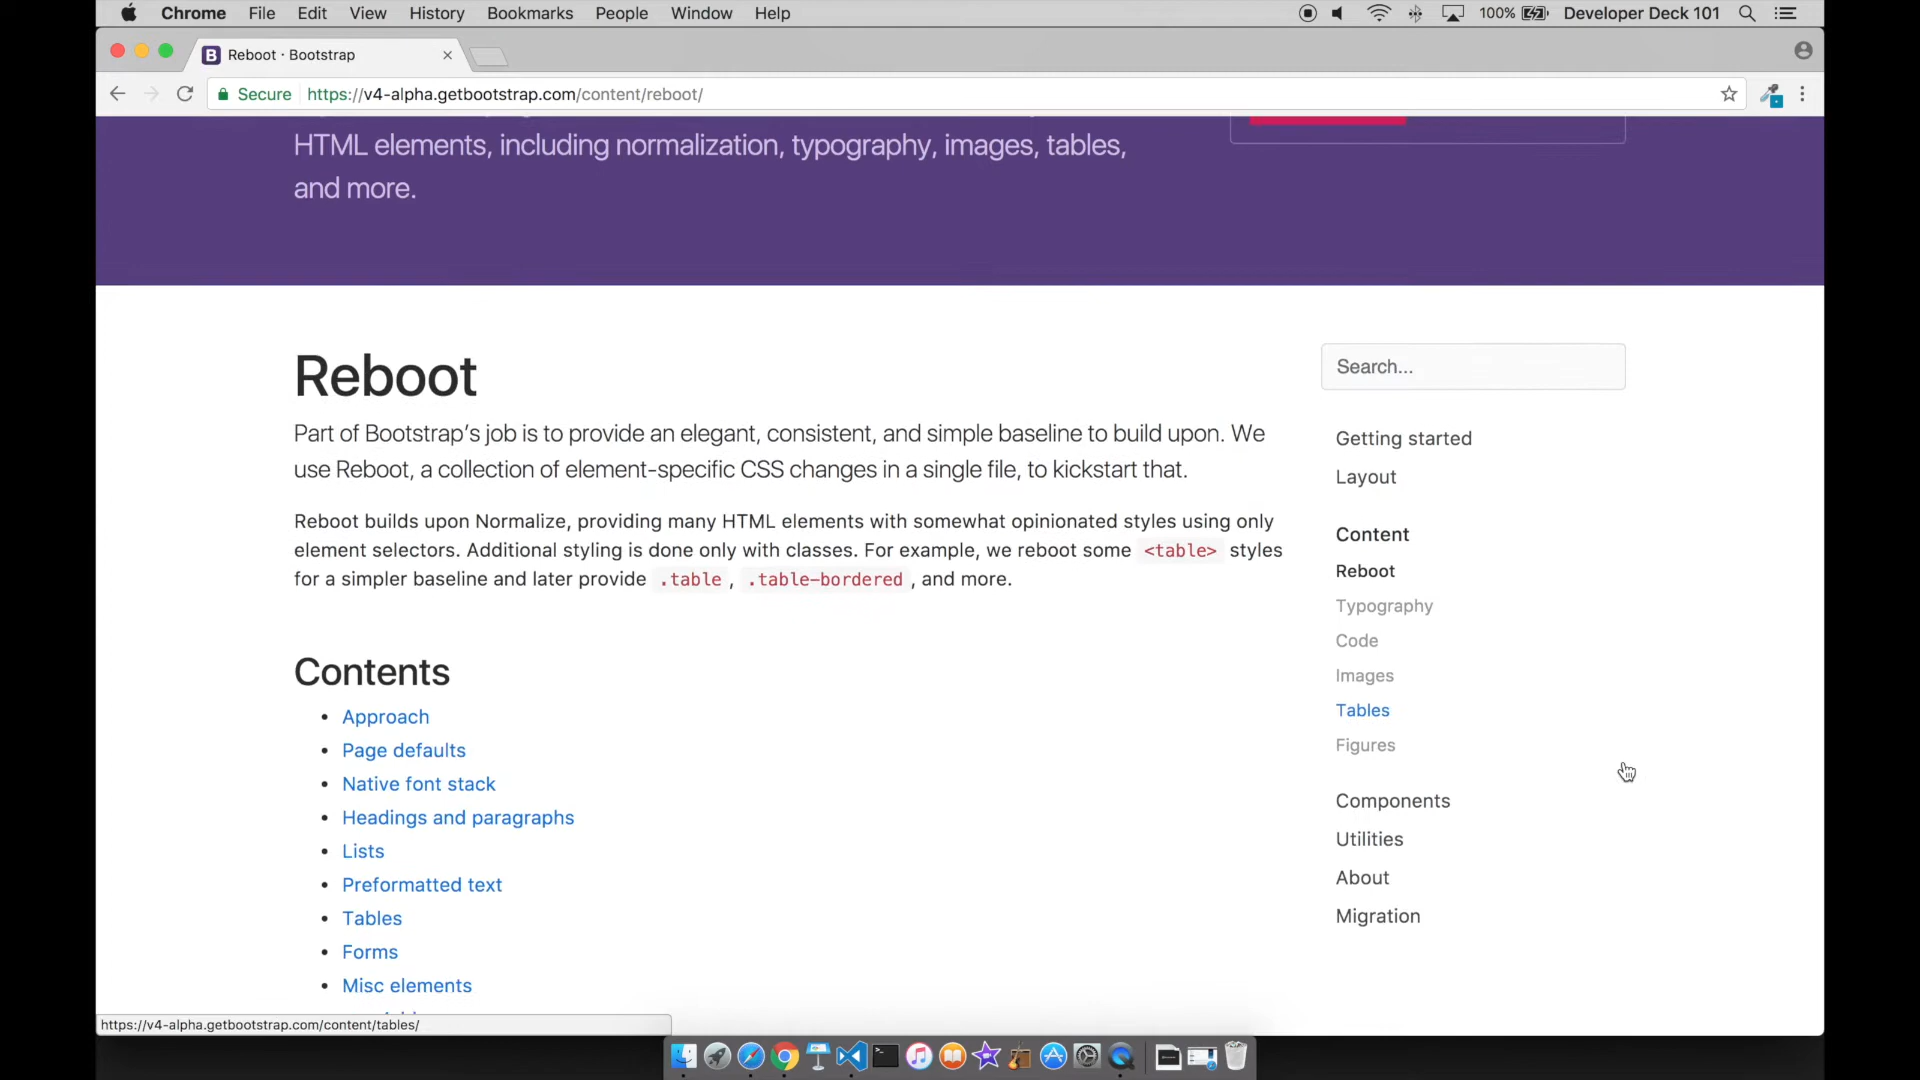 Chrome File Edit View History Bookmarks People Window Help 100% Developer Deck 101
Reboot · Bootstrap
Secure https://v4-alpha.getbootstrap.com/content/reboot/
HTML elements, including normalization, typography, images, tables,
and more.
Reboot
Part of Bootstrap’s job is to provide an elegant, consistent, and simple baseline to build upon. We
use Reboot, a collection of element-specific CSS changes in a single file, to kickstart that.
Reboot builds upon Normalize, providing many HTML elements with somewhat opinionated styles using only
element selectors. Additional styling is done only with classes. For example, we reboot some <table> styles
for a simpler baseline and later provide .table , .table-bordered , and more.
Contents
• Approach
• Page defaults
• Native font stack
• Headings and paragraphs
• Lists
• Preformatted text
• Tables
• Forms
• Misc elements
Search...
Getting started
Layout
Content
Reboot
Typography
Code
Images
Tables
Figures
Components
Utilities
About
Migration
https://v4-alpha.getbootstrap.com/content/tables/